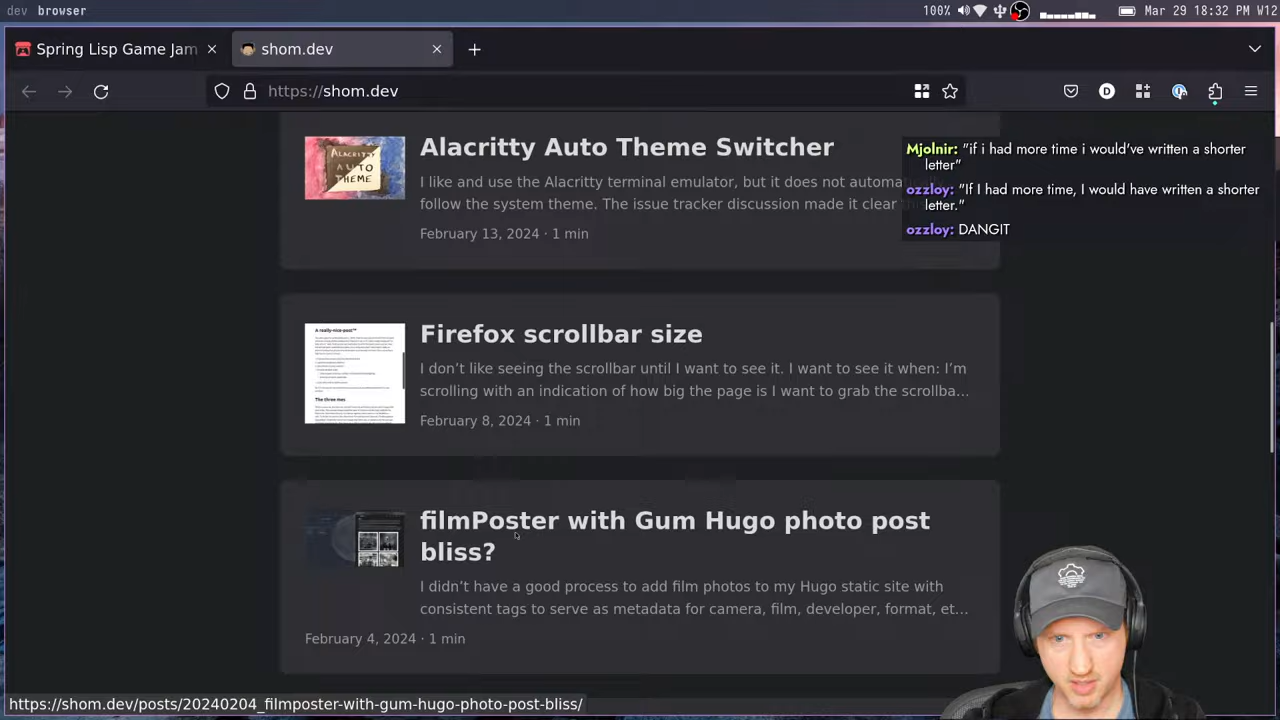 dev browser
100%
Mar 29 18:32 W12
Spring Lisp Game Jam
shom.dev
https://shom.dev
Alacritty Auto Theme Switcher
I like and use the Alacritty terminal emulator, but it does not automa
follow the system theme. The issue tracker discussion made it clear
February 13, 2024 · 1 min
Mjolnir: "if i had more time i would've written a shorter
letter"
ozzloy: "If I had more time, I would have written a shorter
letter."
ozzloy: DANGIT
ALACRITTY
AUTO
THEME
Firefox scrollbar size
I don’t like seeing the scrollbar until I want to see it. I want to see it when: I’m
scrolling with an indication of how big the page is I want to grab the scrollba…
February 8, 2024 · 1 min
A really-nice-post
filmPoster with Gum Hugo photo post
bliss?
I didn’t have a good process to add film photos to my Hugo static site with
consistent tags to serve as metadata for camera, film, developer, format, et…
February 4, 2024 · 1 min
https://shom.dev/posts/20240204_filmposter-with-gum-hugo-photo-post-bliss/